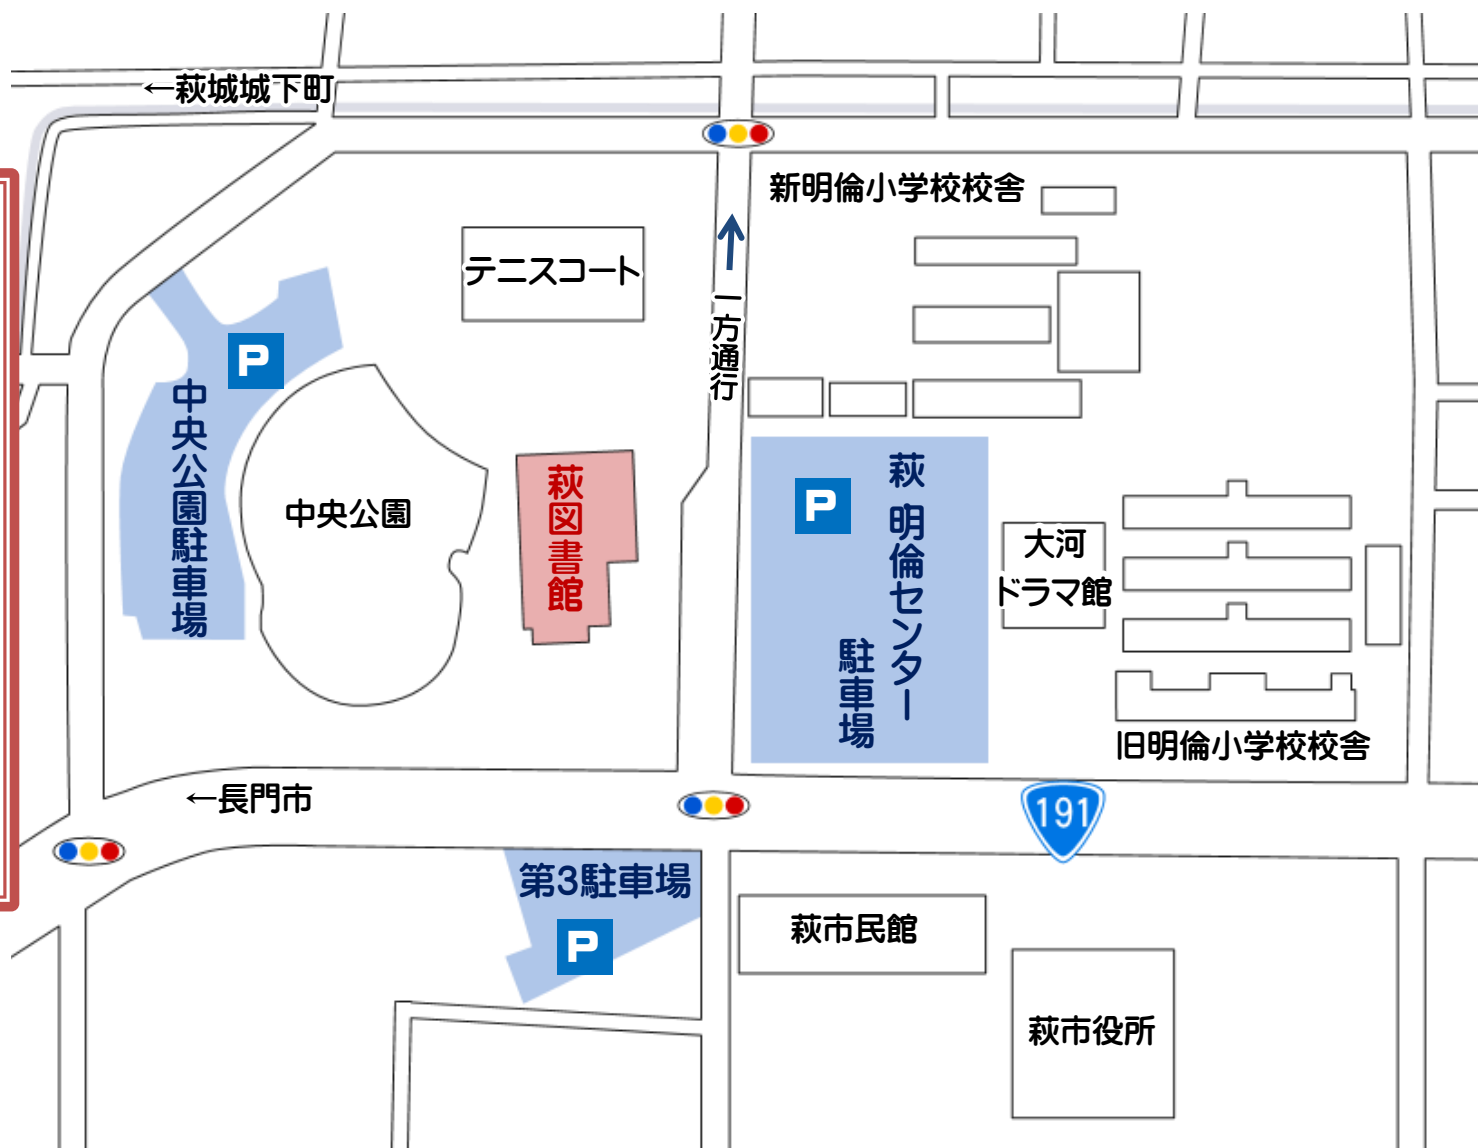 ←萩城城下町
新明倫小学校校舎
テニスコート
一方通行
P
中央公園駐車場
中央公園
萩図書館
P
萩 明倫センター
駐車場
大河
ドラマ館
旧明倫小学校校舎
←長門市
191
第3駐車場
P
萩市民館
萩市役所